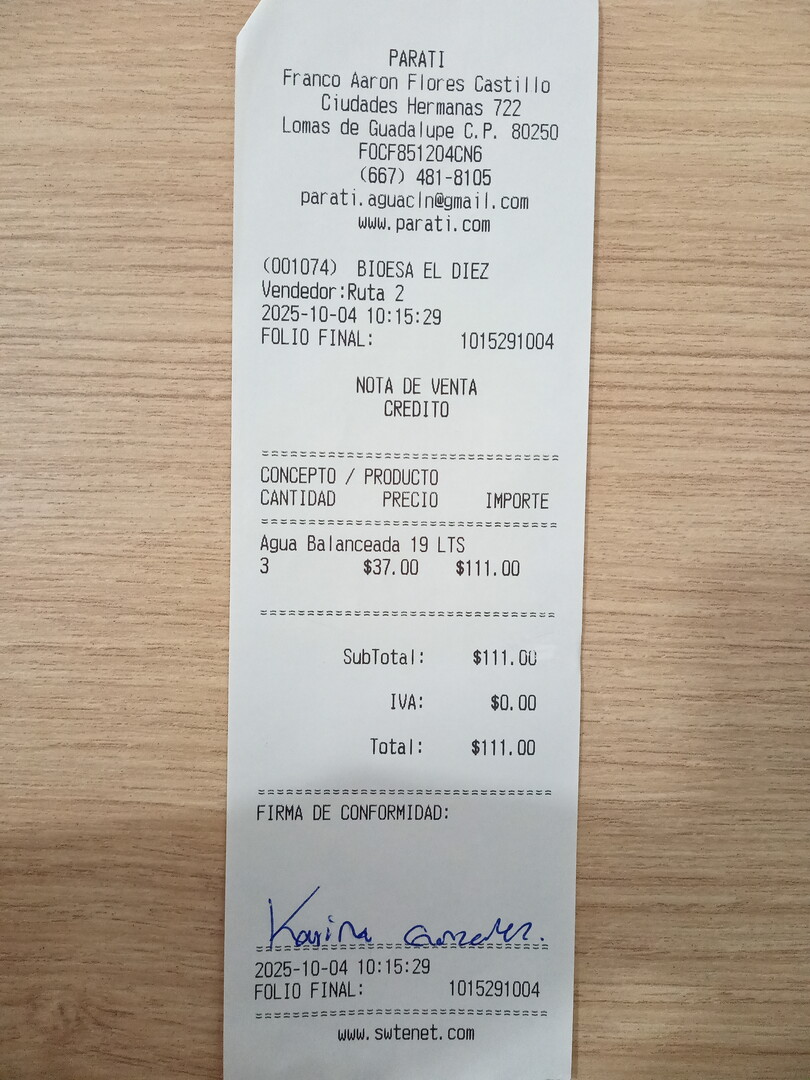 PARATI
Franco Aaron Flores Castillo
Ciudades Hermanas 722
Lomas de Guadalupe C.P. 80250
FOCF851204CN6
(667) 481-8105
parati.aguacln@gmail.com
www.parati.com
(001074) BIOESA EL DIEZ
Vendedor:Ruta 2
2025-10-04 10:15:29
FOLIO FINAL: 1015291004
NOTA DE VENTA
CREDITO
================================
CONCEPTO / PRODUCTO
CANTIDAD PRECIO IMPORTE
================================
Agua Balanceada 19 LTS
3 $37.00 $111.00
================================
SubTotal: $111.00
IVA: $0.00
Total: $111.00
================================
FIRMA DE CONFORMIDAD:
Karina Gonzalez.
================================
2025-10-04 10:15:29
FOLIO FINAL: 1015291004
================================
www.swtenet.com